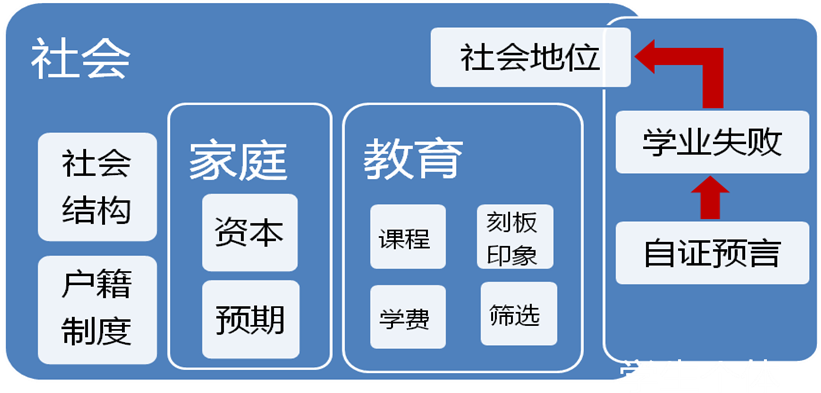 社会
社会地位
社会
结构
户籍
制度
家庭
资本
预期
教育
课程
刻板
印象
学费
筛选
学业失败
自证预言